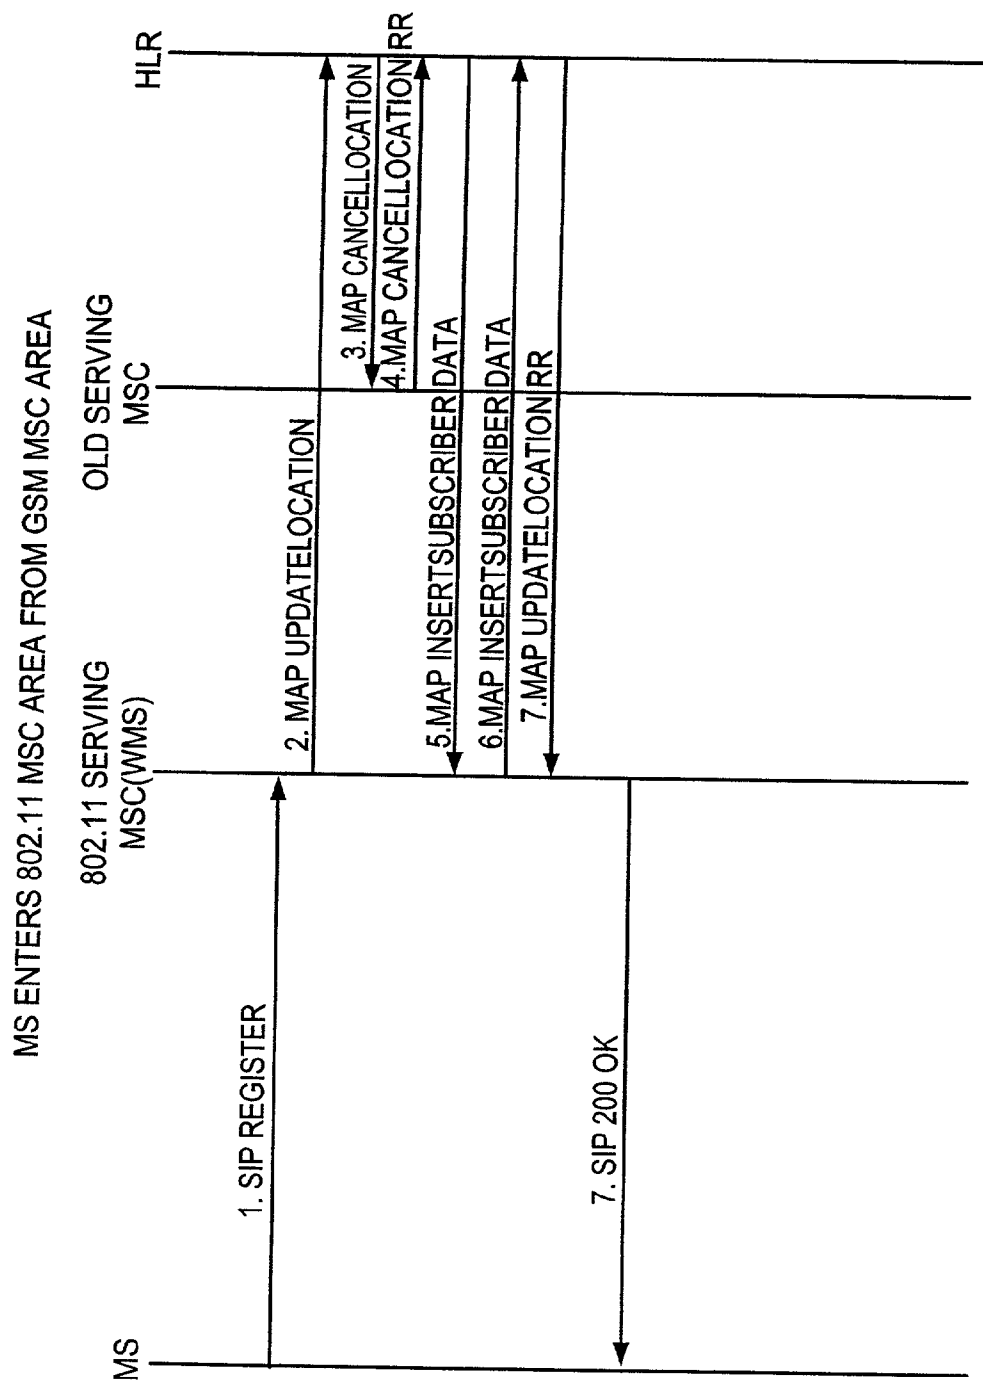 MS ENTERS 802.11 MSC AREA FROM GSM MSC AREA
MS
802.11 SERVING
MSC(WMS)
OLD SERVING
MSC
HLR
1. SIP REGISTER
2. MAP UPDATELOCATION
3. MAP CANCELLOCATION
4.MAP CANCELLOCATION RR
5.MAP INSERTSUBSCRIBER DATA
6.MAP INSERTSUBSCRIBER DATA
7.MAP UPDATELOCATION RR
7. SIP 200 OK